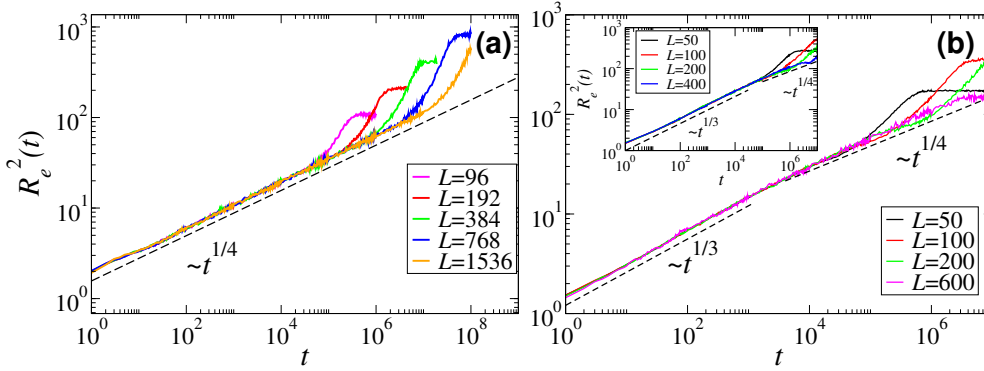 (a)
R_e^2(t)
10^3
10^2
10^1
10^0
~t^{1/4}
L=96
L=192
L=384
L=768
L=1536
10^0 10^2 10^4 10^6 10^8
t
(b)
10^2
10^1
10^0
~t^{1/3}
~t^{1/4}
L=50
L=100
L=200
L=600
10^0 10^2 10^4 10^6
t
R_e^2(t)
10^3
10^2
10^1
10^0
L=50
L=100
L=200
L=400
~t^{1/3}
~t^{1/4}
10^0 10^2 10^4 10^6
t